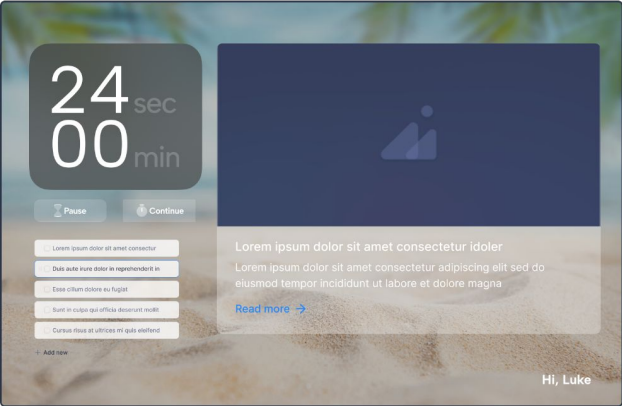 24 sec
00 min
Pause
Continue
Lorem ipsum dolor sit amet consectur
Duis aute irure dolor in reprehenderit in
Esse cillum dolore eu fugiat
Sunt in culpa qui officia deserunt mollit
Cursus risus at ultrices mi quis eleifend
Add new
Lorem ipsum dolor sit amet consectetur idoler
Lorem ipsum dolor sit amet consectetur adipiscing elit sed do
eiusmod tempor incididunt ut labore et dolore magna
Read more
Hi, Luke